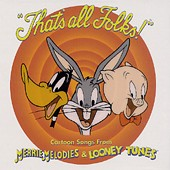 "That's all Folks!"
Cartoon Songs From
MERRIE MELODIES & LOONEY TUNES